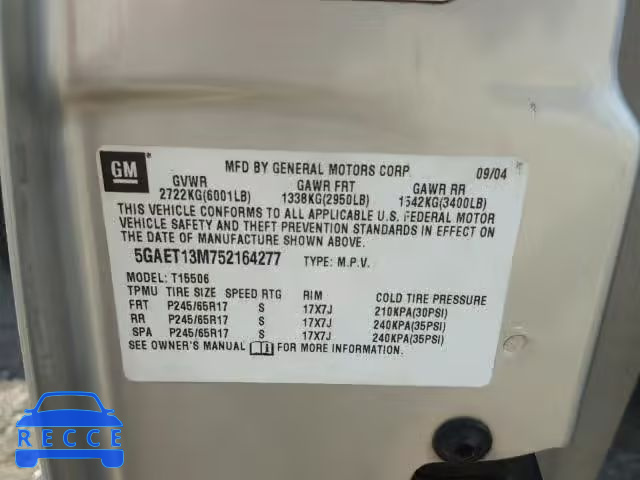 GM
MFD BY GENERAL MOTORS CORP. 09/04
GVWR GAWR FRT GAWR RR
2722KG(6001LB) 1338KG(2950LB) 1542KG(3400LB)
THIS VEHICLE CONFORMS TO ALL APPLICABLE U.S. FEDERAL MOTOR
VEHICLE SAFETY AND THEFT PREVENTION STANDARDS IN EFFECT ON
THE DATE OF MANUFACTURE SHOWN ABOVE.
5GAET13M752164277 TYPE: M.P.V.
MODEL: T15506
TPMU TIRE SIZE SPEED RTG RIM COLD TIRE PRESSURE
FRT P245/65R17 S 17X7J 210KPA(30PSI)
RR P245/65R17 S 17X7J 240KPA(35PSI)
SPA P245/65R17 S 17X7J 240KPA(35PSI)
SEE OWNER'S MANUAL FOR MORE INFORMATION.
RECCE